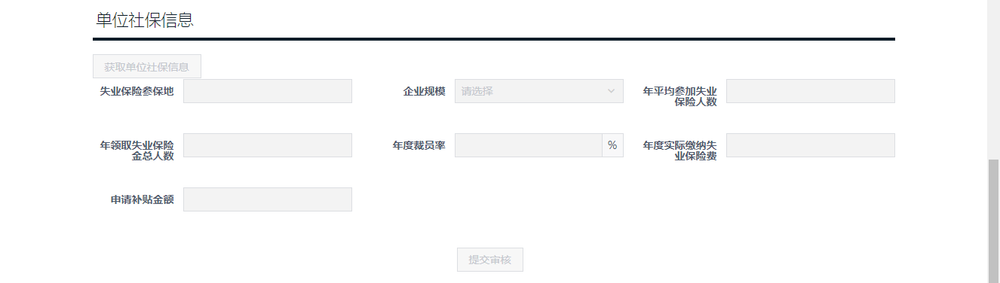 单位社保信息
获取单位社保信息
失业保险参保地
企业规模
请选择
年平均参加失业
保险人数
年领取失业保险
金总人数
年度裁员率
%
年度实际缴纳失
业保险费
申请补贴金额
提交审核